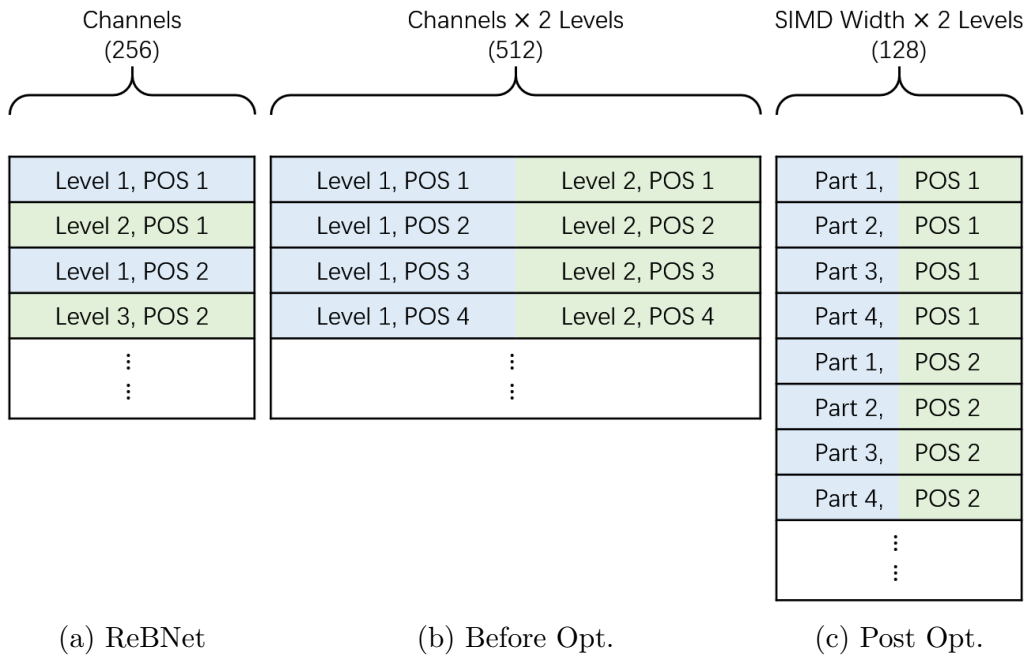 Channels
(256)
Channels × 2 Levels
(512)
SIMD Width × 2 Levels
(128)
Level 1, POS 1
Level 2, POS 1
Level 1, POS 2
Level 3, POS 2
⋮
⋮
Level 1, POS 1 Level 2, POS 1
Level 1, POS 2 Level 2, POS 2
Level 1, POS 3 Level 2, POS 3
Level 1, POS 4 Level 2, POS 4
⋮
⋮
Part 1, POS 1
Part 2, POS 1
Part 3, POS 1
Part 4, POS 1
Part 1, POS 2
Part 2, POS 2
Part 3, POS 2
Part 4, POS 2
⋮
⋮
(a) ReBNet
(b) Before Opt.
(c) Post Opt.